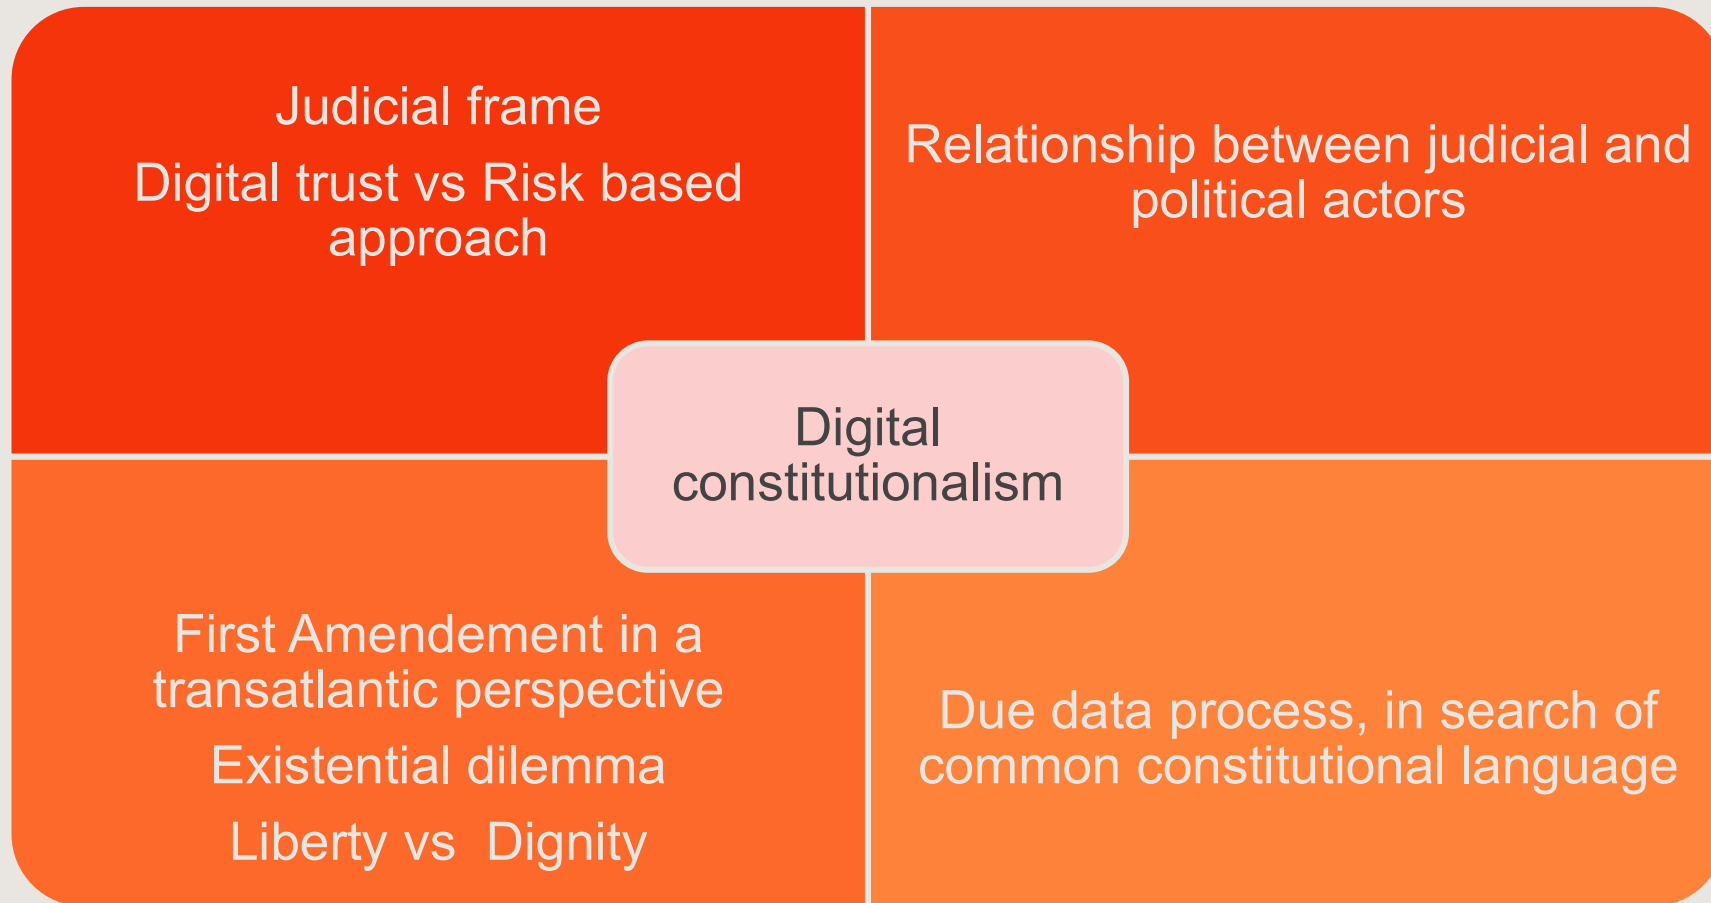 Judicial frame
Digital trust vs Risk based
approach
Relationship between judicial and
political actors
Digital
constitutionalism
First Amendement in a
transatlantic perspective
Existential dilemma
Liberty vs  Dignity
Due data process, in search of
common constitutional language